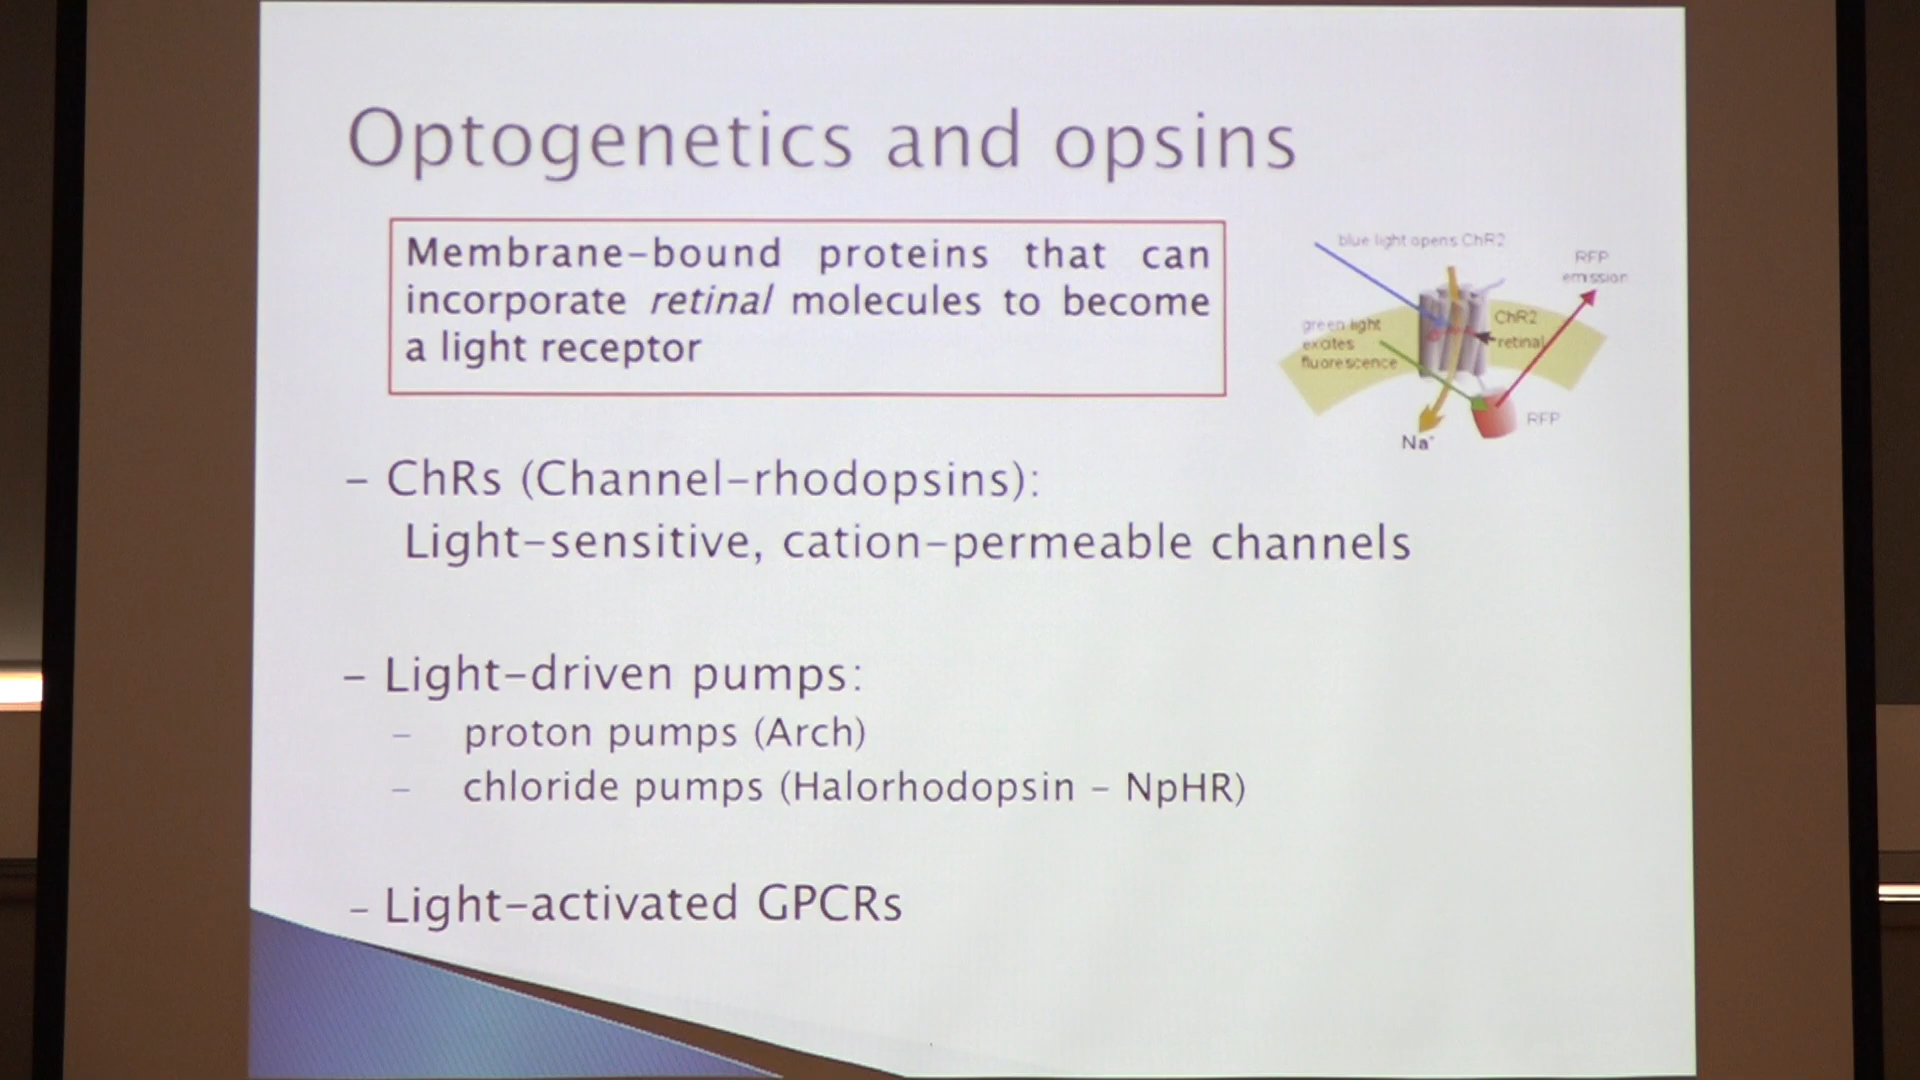 Optogenetics and opsins
Membrane-bound proteins that can
incorporate retinal molecules to become
a light receptor
blue light opens ChR2
RFP
emission
green light
excites
fluorescence
ChR2
retinal
RFP
Na+
– ChRs (Channel-rhodopsins):
Light-sensitive, cation-permeable channels
– Light-driven pumps:
– proton pumps (Arch)
– chloride pumps (Halorhodopsin – NpHR)
– Light-activated GPCRs